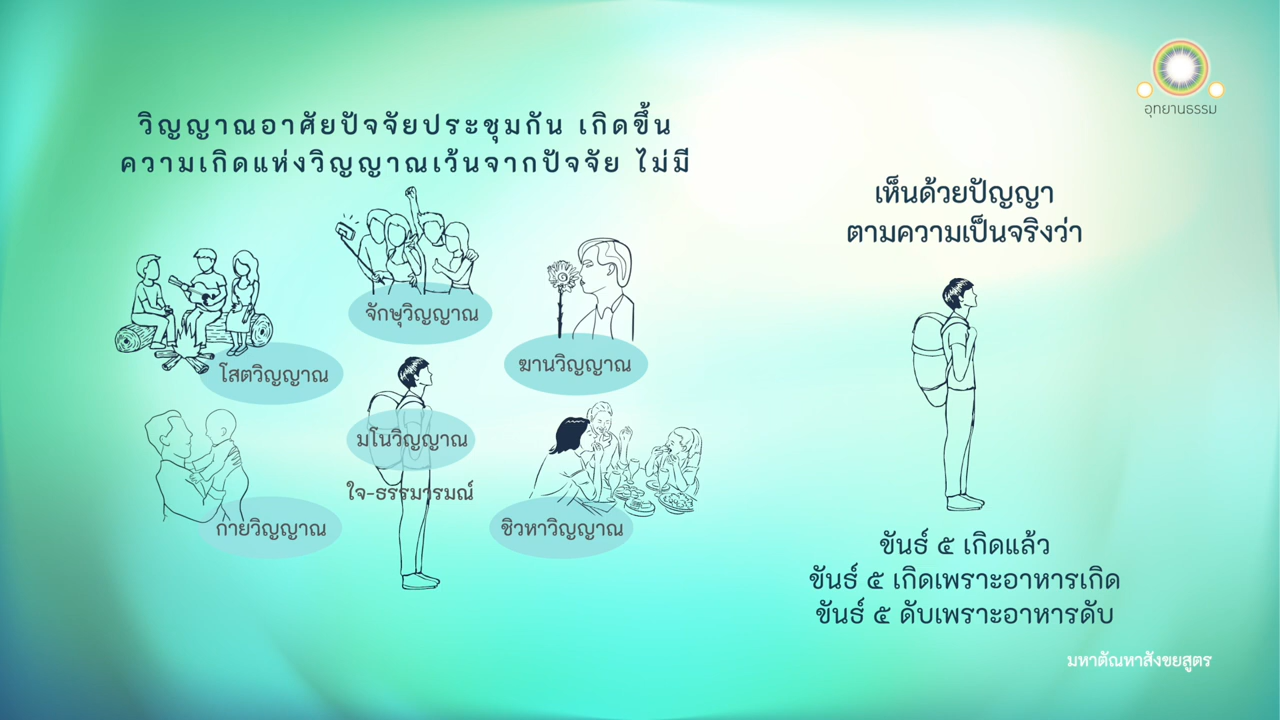 อุทยานธรรม
วิญญาณอาศัยปัจจัยประชุมกัน เกิดขึ้น
ความเกิดแห่งวิญญาณเว้นจากปัจจัย ไม่มี
จักษุวิญญาณ
โสตวิญญาณ
ฆานวิญญาณ
มโนวิญญาณ
ใจ-ธรรมารมณ์
กายวิญญาณ
ชิวหาวิญญาณ
เห็นด้วยปัญญา
ตามความเป็นจริงว่า
ขันธ์ ๕ เกิดแล้ว
ขันธ์ ๕ เกิดเพราะอาหารเกิด
ขันธ์ ๕ ดับเพราะอาหารดับ
มหาตัณหาสังขยสูตร